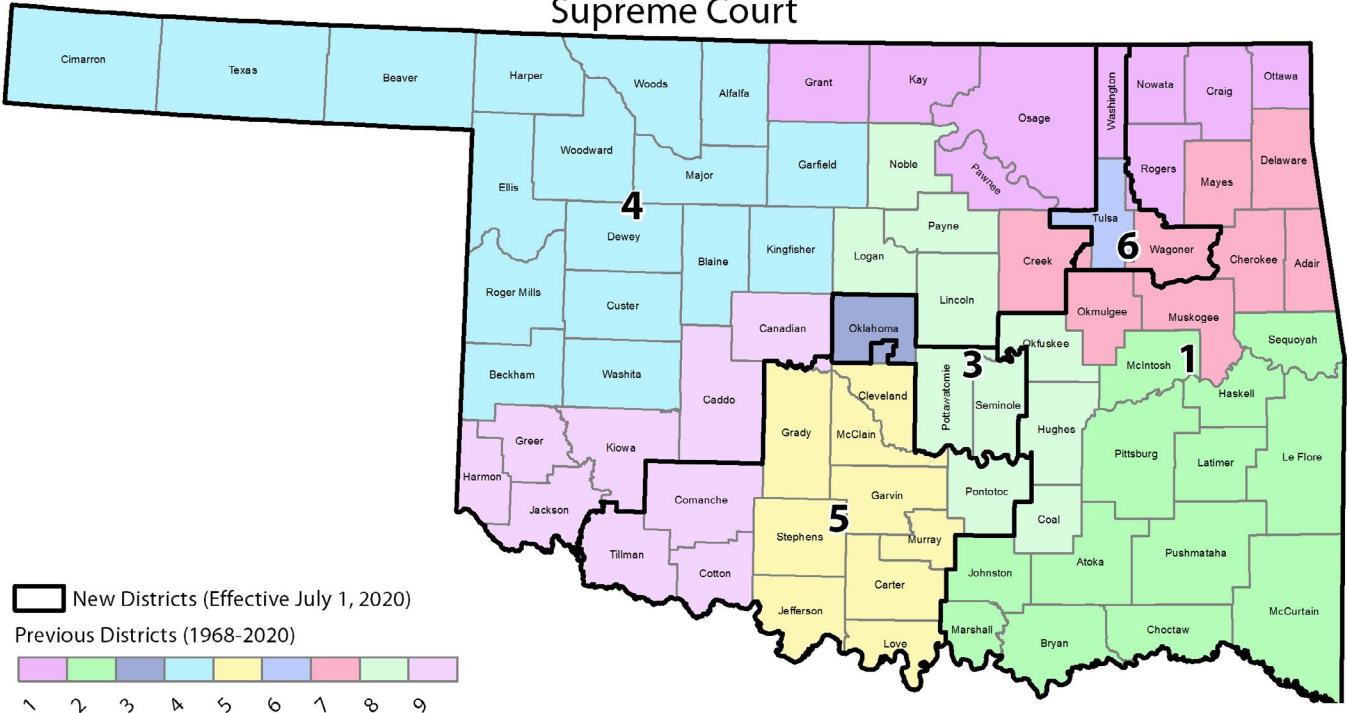 Supreme Court
Cimarron
Texas
Beaver
Harper
Woods
Alfalfa
Grant
Kay
Osage
Washington
Nowata
Craig
Ottawa
Woodward
Ellis
Major
Garfield
Noble
Pawnee
Rogers
Mayes
Delaware
4
Dewey
Blaine
Kingfisher
Logan
Payne
Creek
Tulsa
6
Wagoner
Cherokee
Adair
Roger Mills
Custer
Canadian
Oklahoma
Lincoln
Okmulgee
Muskogee
Okfuskee
Sequoyah
Beckham
Washita
Caddo
3
1
McIntosh
Haskell
Cleveland
Pottawatomie
Seminole
Hughes
Greer
Kiowa
Grady
McClain
Pittsburg
Latimer
Le Flore
Harmon
Jackson
Comanche
Garvin
Pontotoc
Coal
5
Stephens
Murray
Tillman
Cotton
Carter
Johnston
Atoka
Pushmataha
Jefferson
Love
Marshall
Bryan
Choctaw
McCurtain
New Districts (Effective July 1, 2020)
Previous Districts (1968-2020)
1 2 3 4 5 6 7 8 9